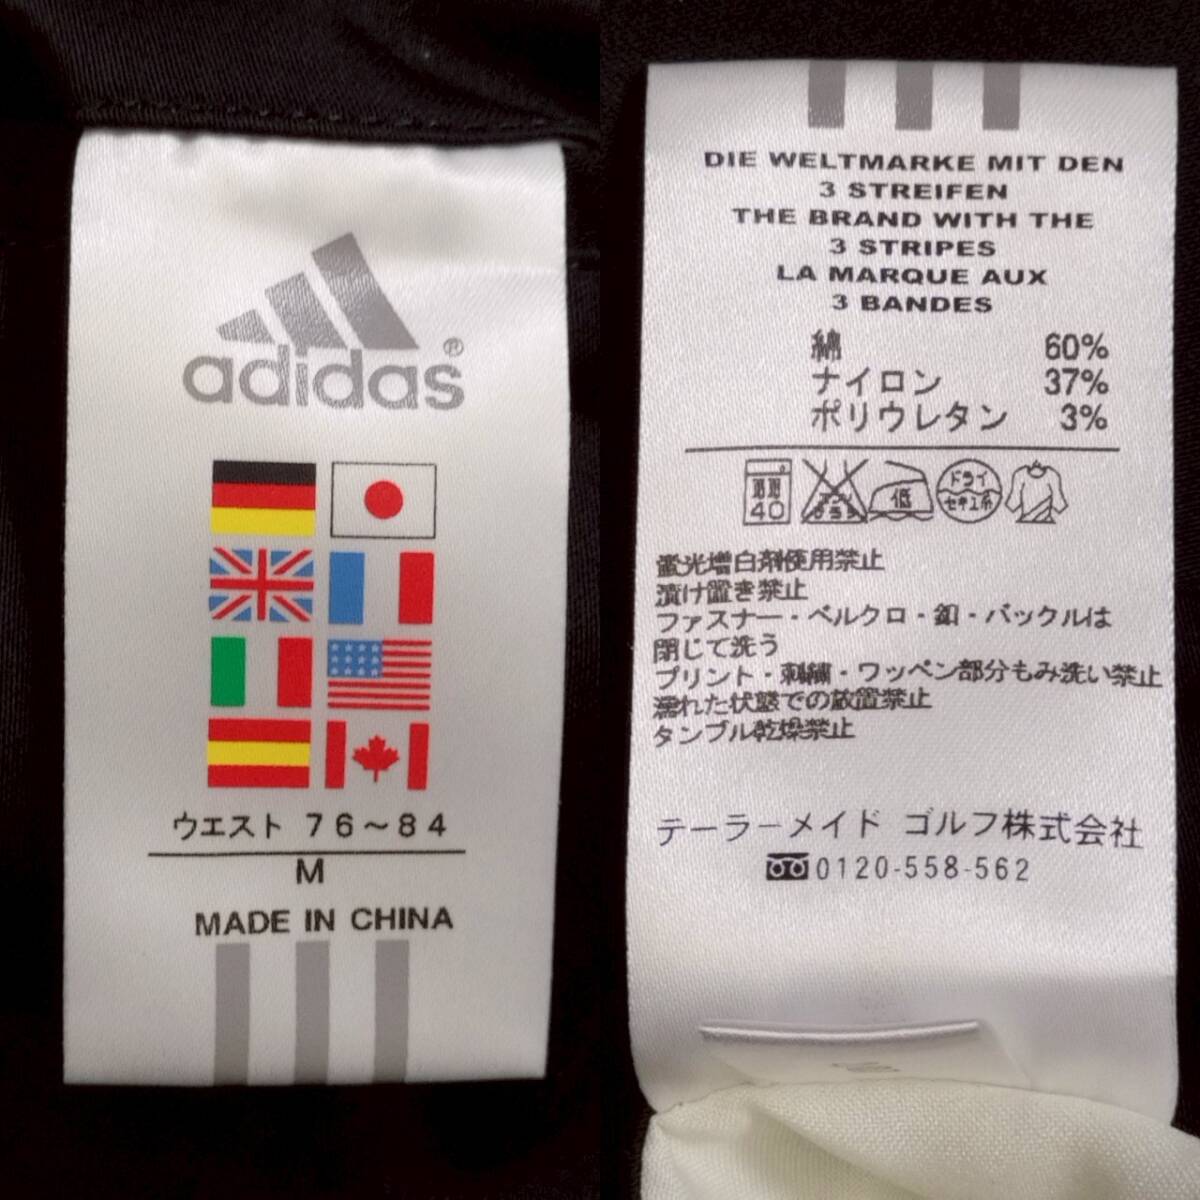 adidas®
ウエスト 76～84
M
MADE IN CHINA
DIE WELTMARKE MIT DEN
3 STREIFEN
THE BRAND WITH THE
3 STRIPES
LA MARQUE AUX
3 BANDES
綿 60%
ナイロン 37%
ポリウレタン 3%
40
低
ドライ
セキユ系
蛍光増白剤使用禁止
漬け置き禁止
ファスナー・ベルクロ・釦・バックルは
閉じて洗う
プリント・刺繍・ワッペン部分もみ洗い禁止
濡れた状態での放置禁止
タンブル乾燥禁止
テーラーメイド ゴルフ株式会社
0120-558-562